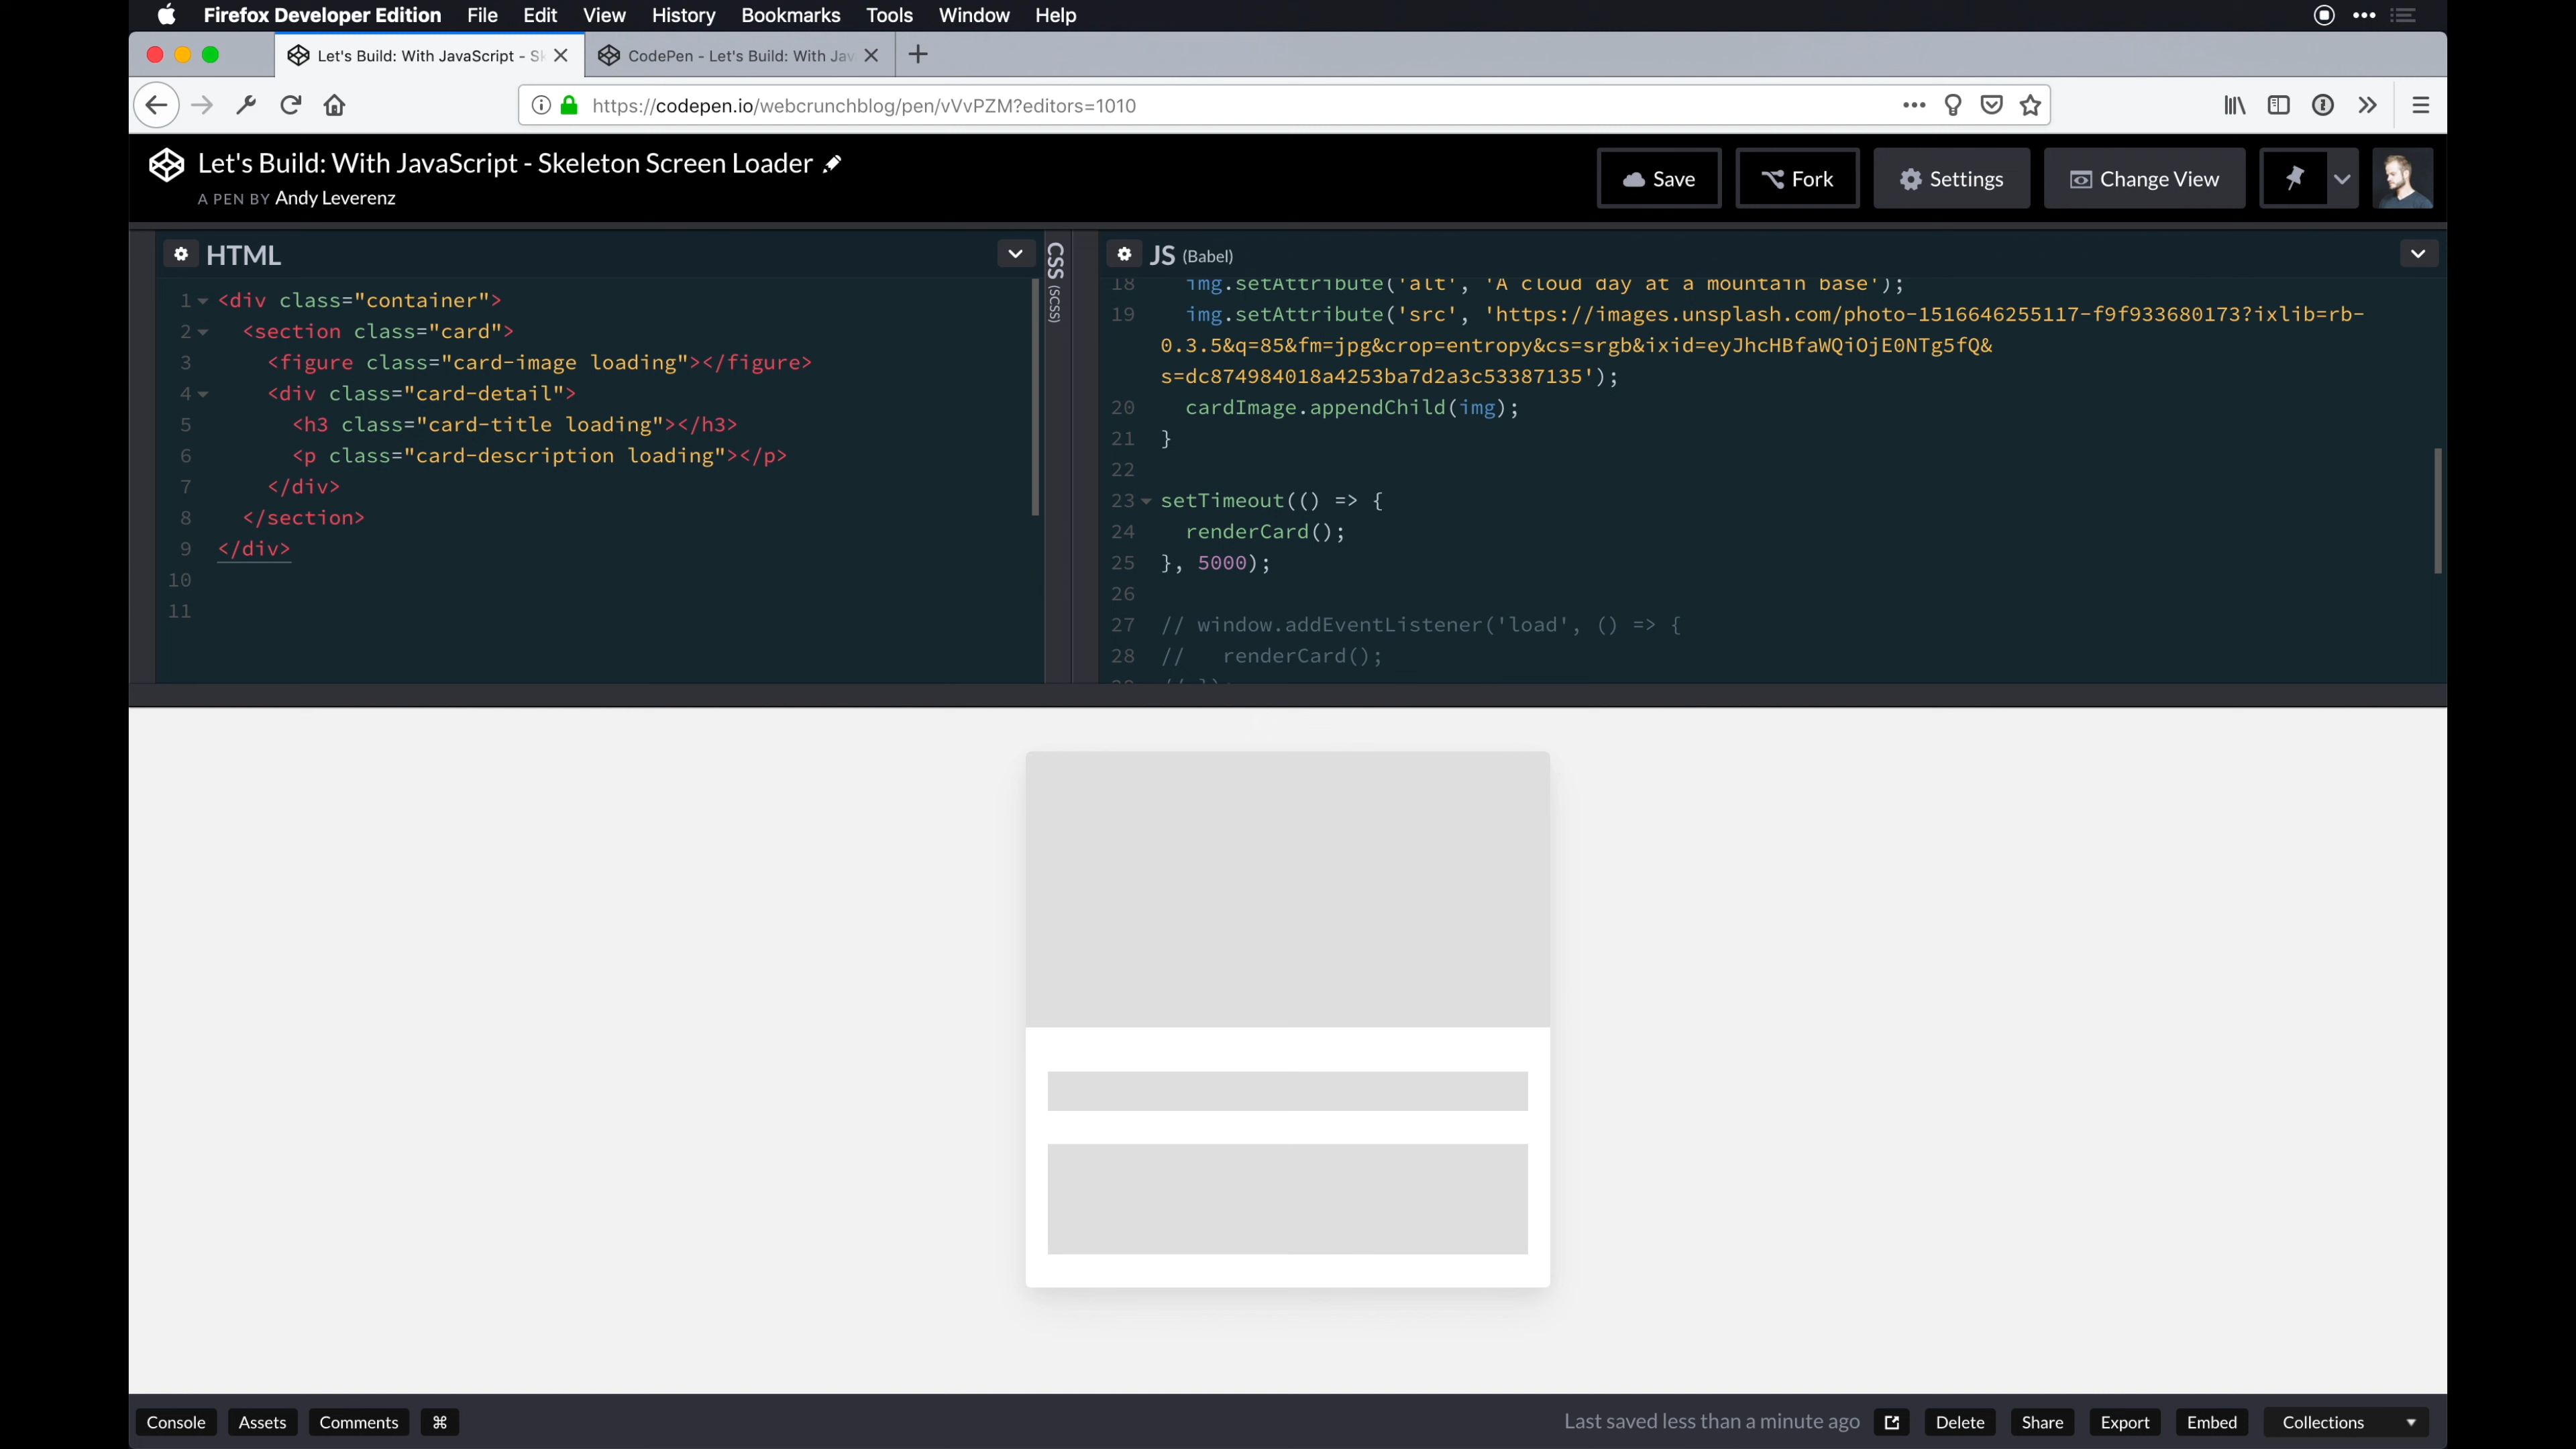 Firefox Developer Edition File Edit View History Bookmarks Tools Window Help
Let's Build: With JavaScript - Sk
CodePen - Let's Build: With Jav
https://codepen.io/webcrunchblog/pen/vVvPZM?editors=1010
Let's Build: With JavaScript - Skeleton Screen Loader
A PEN BY Andy Leverenz
Save
Fork
Settings
Change View
HTML
1 <div class="container">
2 <section class="card">
3 <figure class="card-image loading"></figure>
4 <div class="card-detail">
5 <h3 class="card-title loading"></h3>
6 <p class="card-description loading"></p>
7 </div>
8 </section>
9 </div>
10
11
CSS (SCSS)
JS (Babel)
18 img.setAttribute('alt', 'A cloud day at a mountain base');
19 img.setAttribute('src', 'https://images.unsplash.com/photo-1516646255117-f9f933680173?ixlib=rb-
0.3.5&q=85&fm=jpg&crop=entropy&cs=srgb&ixid=eyJhcHBfaWQiOjE0NTg5fQ&
s=dc874984018a4253ba7d2a3c53387135');
20 cardImage.appendChild(img);
21 }
22
23 setTimeout(() => {
24 renderCard();
25 }, 5000);
26
27 // window.addEventListener('load', () => {
28 // renderCard();
Console Assets Comments ⌘
Last saved less than a minute ago Delete Share Export Embed Collections